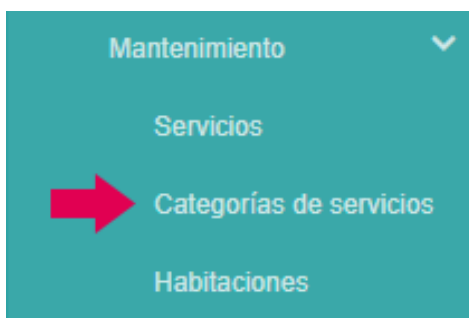 Mantenimiento
Servicios
Categorías de servicios
Habitaciones